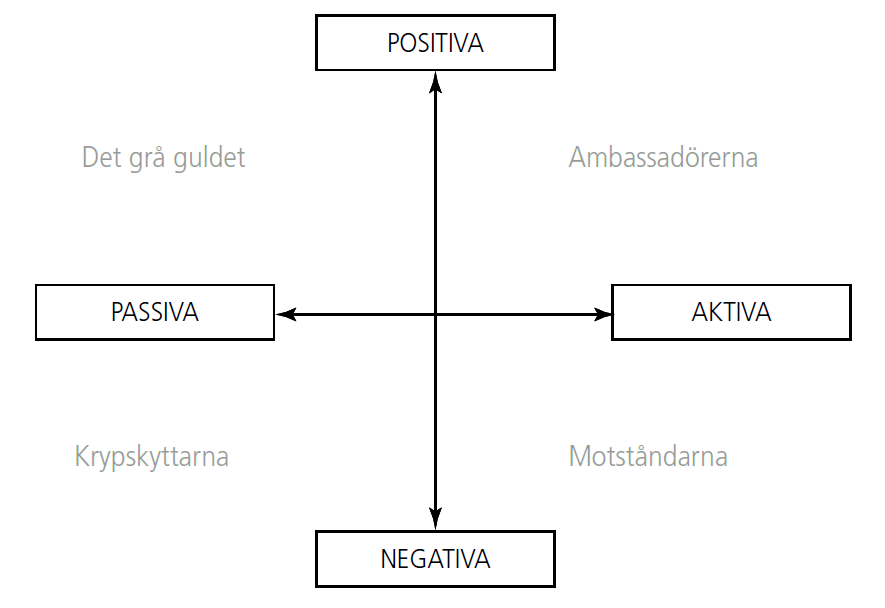 POSITIVA
Det grå guldet
Ambassadörerna
PASSIVA
AKTIVA
Krypskyttarna
Motståndarna
NEGATIVA